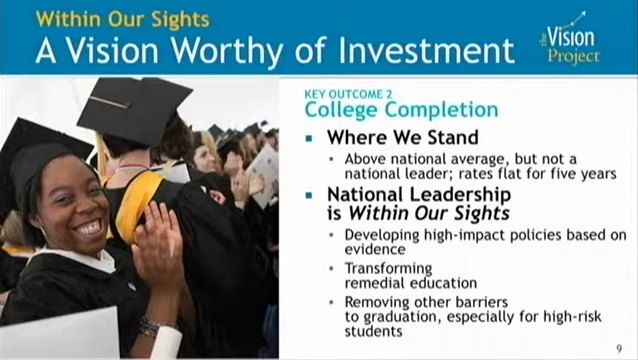 Within Our Sights
A Vision Worthy of Investment
the Vision
Project
KEY OUTCOME 2
College Completion
Where We Stand
Above national average, but not a
national leader; rates flat for five years
National Leadership
is Within Our Sights
Developing high-impact policies based on
evidence
Transforming
remedial education
Removing other barriers
to graduation, especially for high-risk
students
9